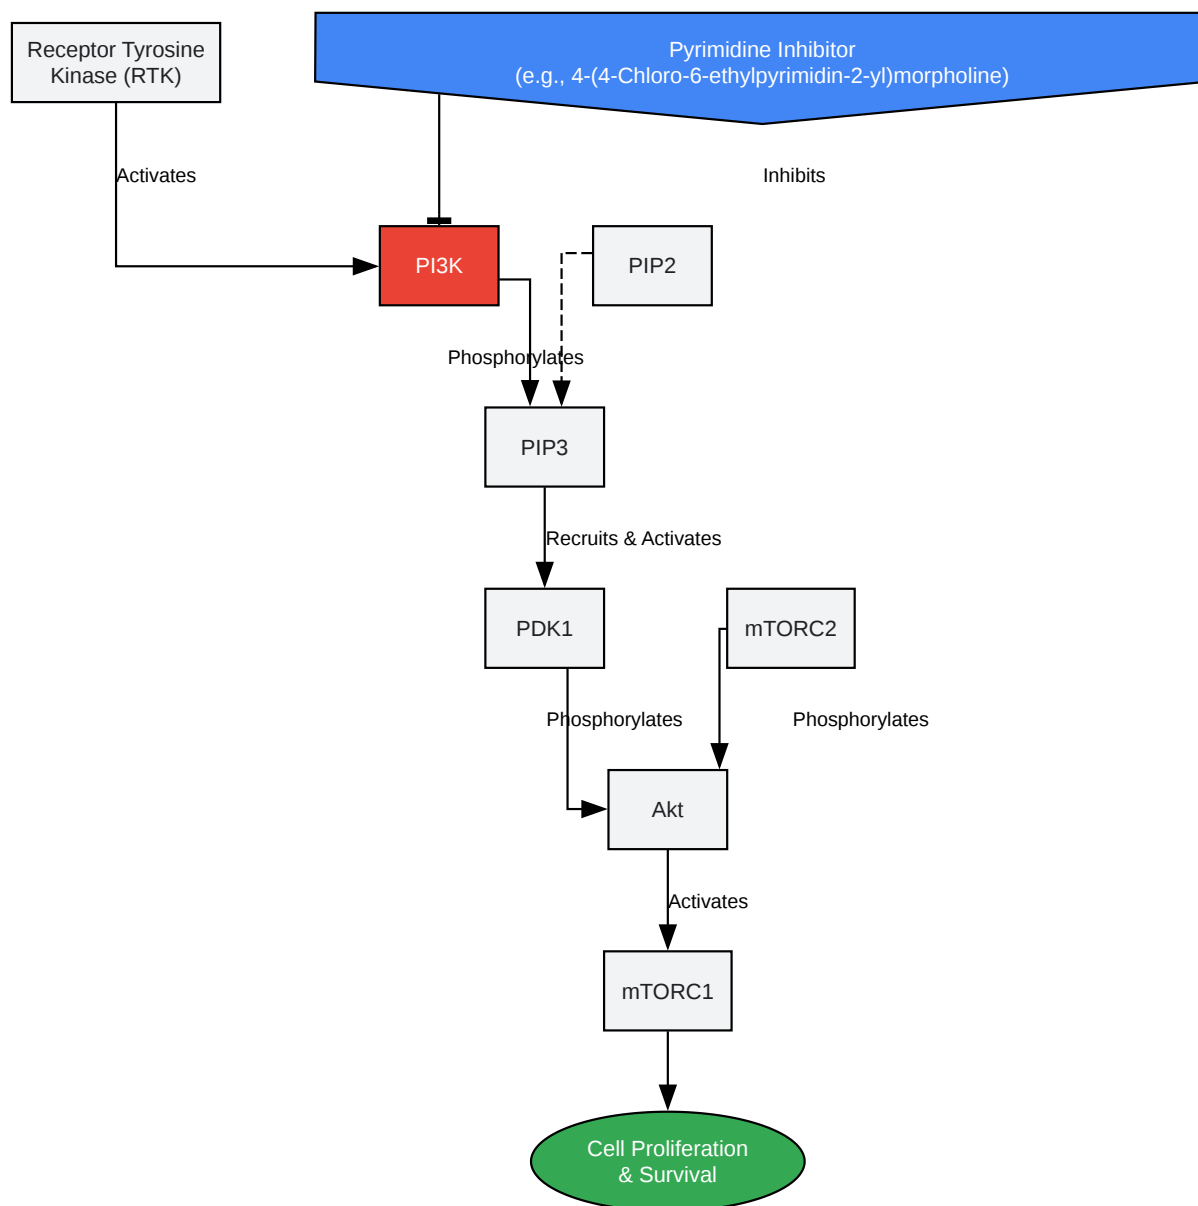 Receptor Tyrosine
Kinase (RTK)
Pyrimidine Inhibitor
(e.g., 4-(4-Chloro-6-ethylpyrimidin-2-yl)morpholine)
Activates
Inhibits
PI3K
PIP2
Phosphorylates
PIP3
Recruits & Activates
PDK1
mTORC2
Phosphorylates
Phosphorylates
Akt
Activates
mTORC1
Cell Proliferation
& Survival